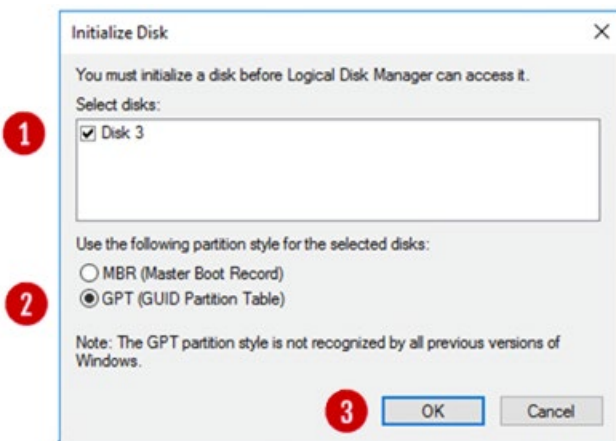 Initialize Disk
You must initialize a disk before Logical Disk Manager can access it.
Select disks:
1
Disk 3
Use the following partition style for the selected disks:
MBR (Master Boot Record)
2
GPT (GUID Partition Table)
Note: The GPT partition style is not recognized by all previous versions of
Windows.
3 OK Cancel